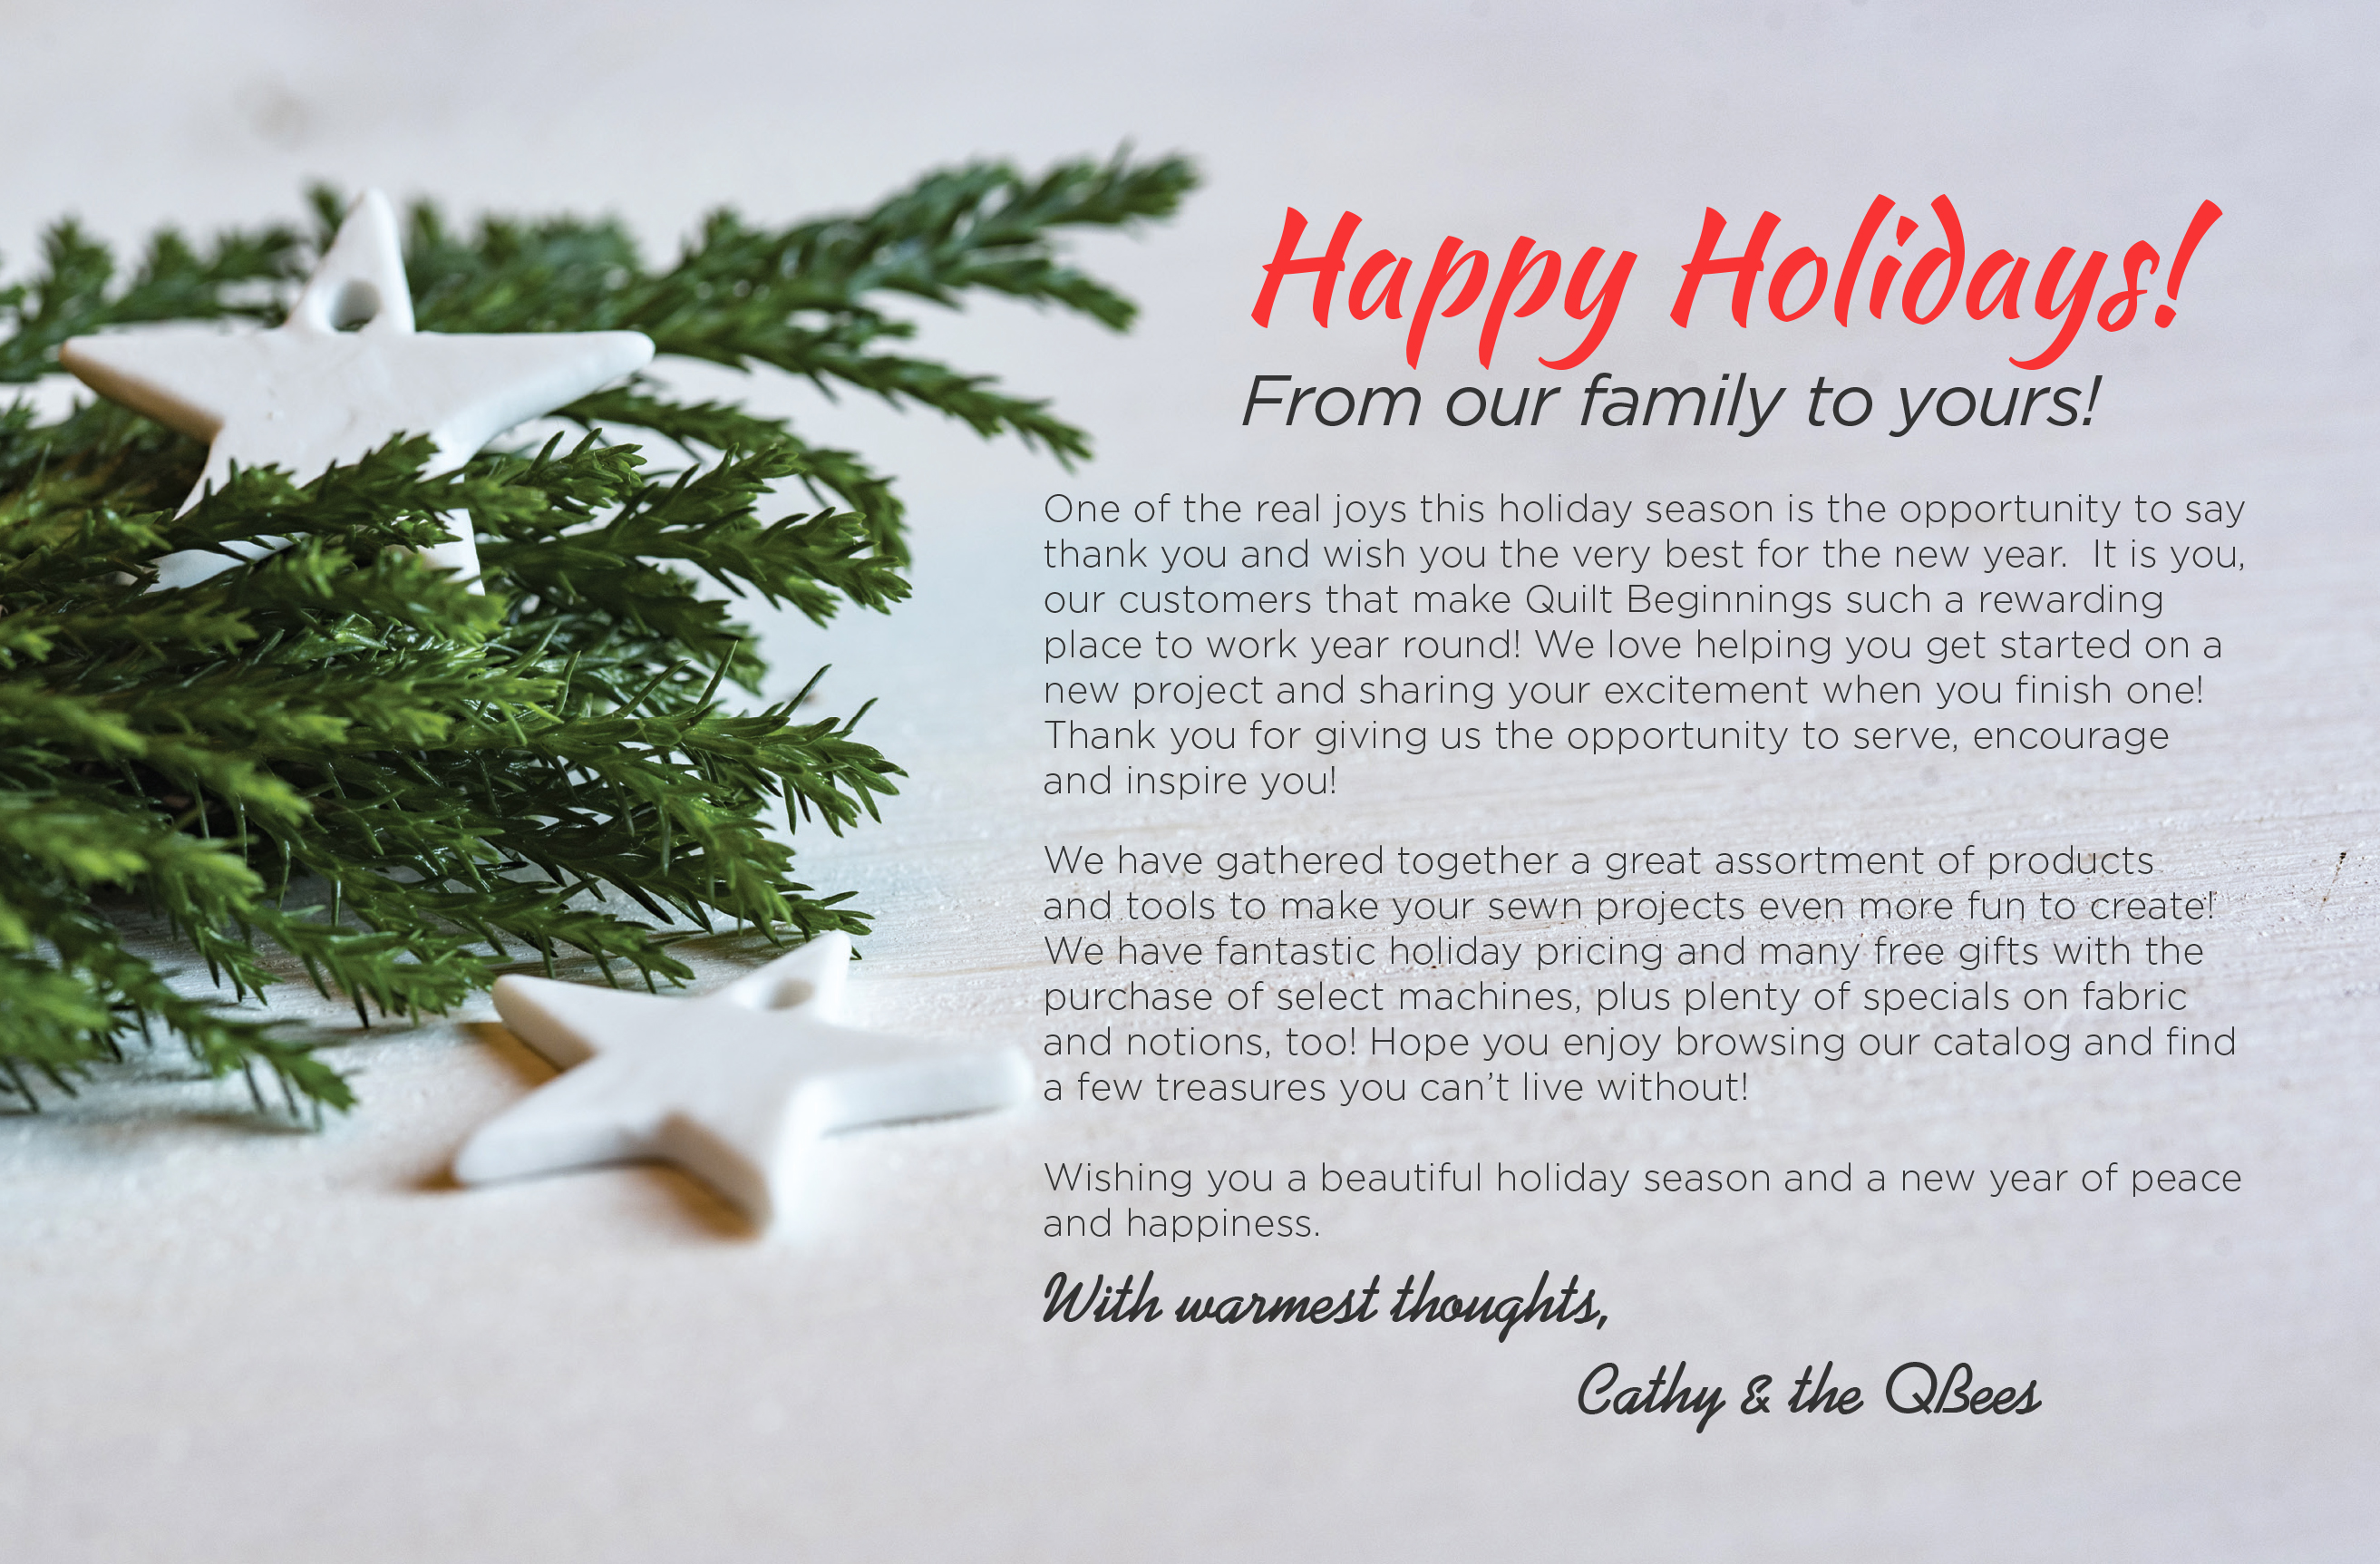 Happy Holidays!
From our family to yours!
One of the real joys this holiday season is the opportunity to say
thank you and wish you the very best for the new year.  It is you,
our customers that make Quilt Beginnings such a rewarding
place to work year round! We love helping you get started on a
new project and sharing your excitement when you finish one!
Thank you for giving us the opportunity to serve, encourage
and inspire you!
We have gathered together a great assortment of products
and tools to make your sewn projects even more fun to create!
We have fantastic holiday pricing and many free gifts with the
purchase of select machines, plus plenty of specials on fabric
and notions, too! Hope you enjoy browsing our catalog and find
a few treasures you can’t live without!
Wishing you a beautiful holiday season and a new year of peace
and happiness.
With warmest thoughts,
Cathy & the QBees